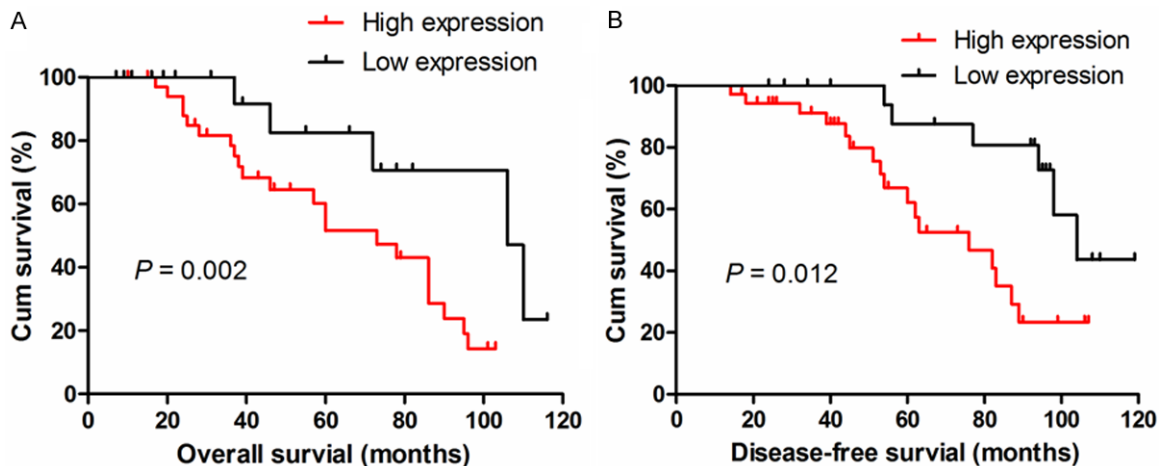 A
High expression
Low expression
Cum survival (%)
100
80
60
40
20
0
P = 0.002
0 20 40 60 80 100 120
Overall survial (months)
B
High expression
Low expression
Cum survival (%)
100
80
60
40
20
0
P = 0.012
0 20 40 60 80 100 120
Disease-free survial (months)